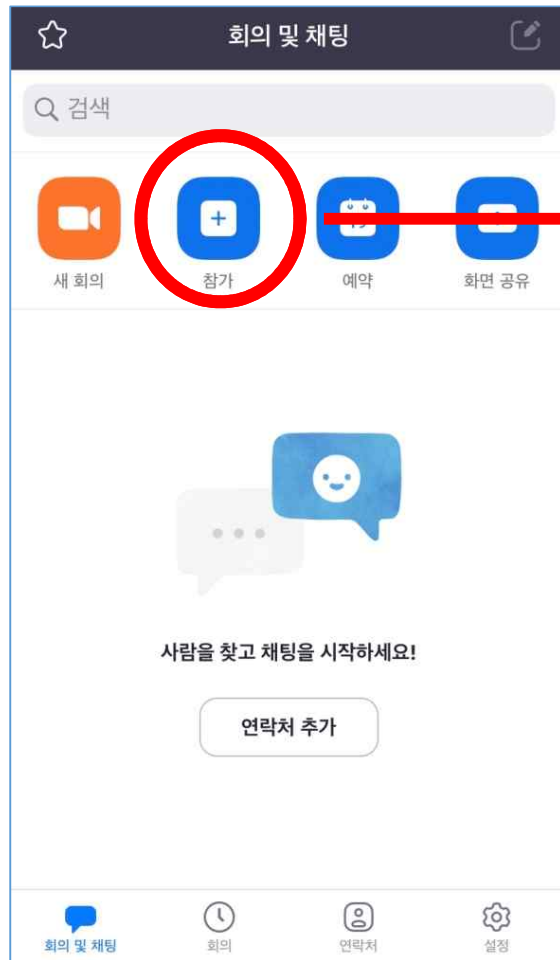 회의 및 채팅
검색
새 회의
참가
예약
화면 공유
사람을 찾고 채팅을 시작하세요!
연락처 추가
회의 및 채팅
회의
연락처
설정